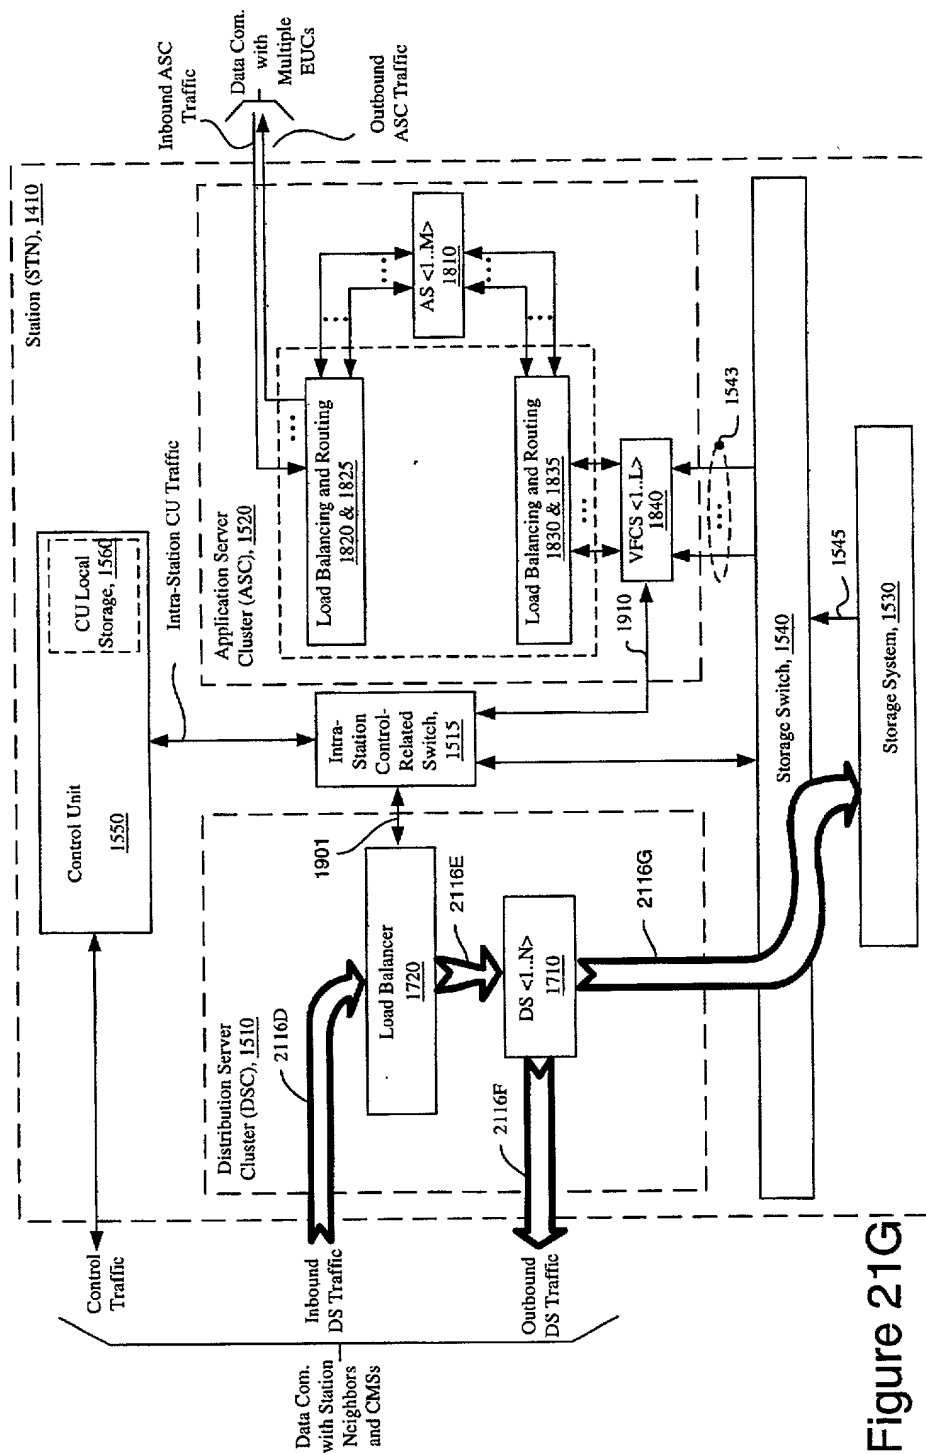 Station (STN), 1410
Control Unit
1550
CU Local
Storage, 1560
Control
Traffic
Intra-Station CU Traffic
Inbound ASC
Traffic
Data Com.
with
Multiple
EUCs
Outbound
ASC Traffic
Data Com.
with Station
Neighbors
and CMSs
Inbound
DS Traffic
Outbound
DS Traffic
Distribution Server
Cluster (DSC), 1510
2116D
Load Balancer
1720
1901
2116E
DS <1..N>
1710
2116F
2116G
Intra-
Station
Control-
Related
Switch,
1515
Application Server
Cluster (ASC), 1520
Load Balancing and Routing
1820 & 1825
...
...
...
AS <1..M>
1810
...
...
Load Balancing and Routing
1830 & 1835
...
VFCS <1..L>
1840
1910
...
1543
Storage Switch, 1540
1545
Storage System, 1530
Figure 21G